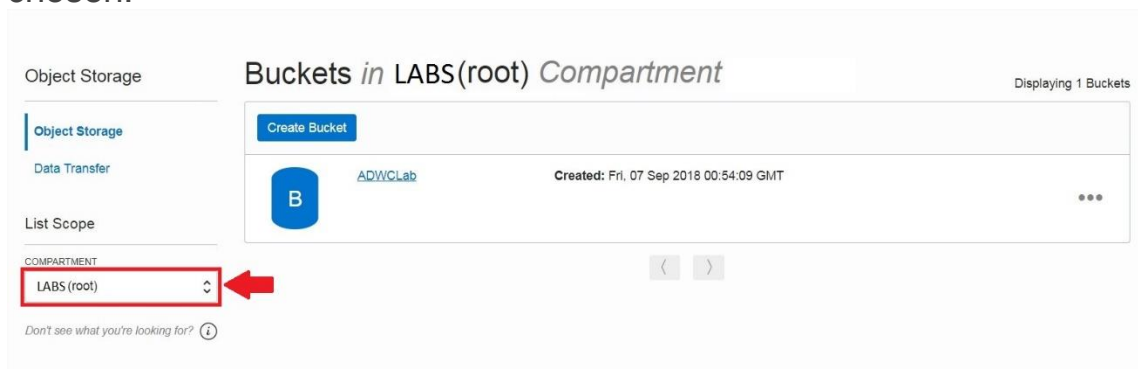 chosen.
Object Storage
Buckets in LABS(root) Compartment
Displaying 1 Buckets
Object Storage
Create Bucket
Data Transfer
B
ADWCLab
Created: Fri, 07 Sep 2018 00:54:09 GMT
•••
List Scope
COMPARTMENT
LABS (root)
Don't see what you're looking for? i